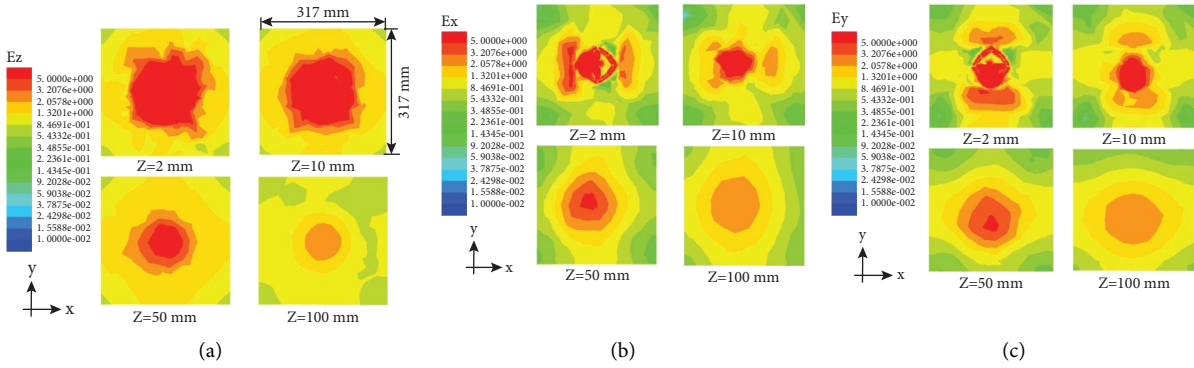 317 mm
317 mm
Ez
5.0000e+000
3.2076e+000
2.0578e+000
1.3201e+000
8.4691e-001
5.4332e-001
3.4855e-001
2.2361e-001
1.4345e-001
9.2028e-002
5.9038e-002
3.7875e-002
2.4298e-002
1.5588e-002
1.0000e-002
Z=2 mm
Z=10 mm
Z=50 mm
Z=100 mm
y
x
(a)
Ex
5.0000e+000
3.2076e+000
2.0578e+000
1.3201e+000
8.4691e-001
5.4332e-001
3.4855e-001
2.2361e-001
1.4345e-001
9.2028e-002
5.9038e-002
3.7875e-002
2.4298e-002
1.5588e-002
1.0000e-002
Z=2 mm
Z=10 mm
Z=50 mm
Z=100 mm
y
x
(b)
Ey
5.0000e+000
3.2076e+000
2.0578e+000
1.3201e+000
8.4691e-001
5.4332e-001
3.4855e-001
2.2361e-001
1.4345e-001
9.2028e-002
5.9038e-002
3.7875e-002
2.4298e-002
1.5588e-002
1.0000e-002
Z=2 mm
Z=10 mm
Z=50 mm
Z=100 mm
y
x
(c)